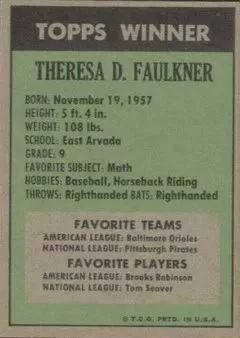 TOPPS WINNER
THERESA D. FAULKNER
BORN: November 19, 1957
HEIGHT: 5 ft. 4 in.
WEIGHT: 108 lbs.
SCHOOL: East Arvada
GRADE: 9
FAVORITE SUBJECT: Math
HOBBIES: Baseball, Horseback Riding
THROWS: Righthanded BATS: Righthanded
FAVORITE TEAMS
AMERICAN LEAGUE: Baltimore Orioles
NATIONAL LEAGUE: Pittsburgh Pirates
FAVORITE PLAYERS
AMERICAN LEAGUE: Brooks Robinson
NATIONAL LEAGUE: Tom Seaver
© T.C.G. PRTD. IN U.S.A.